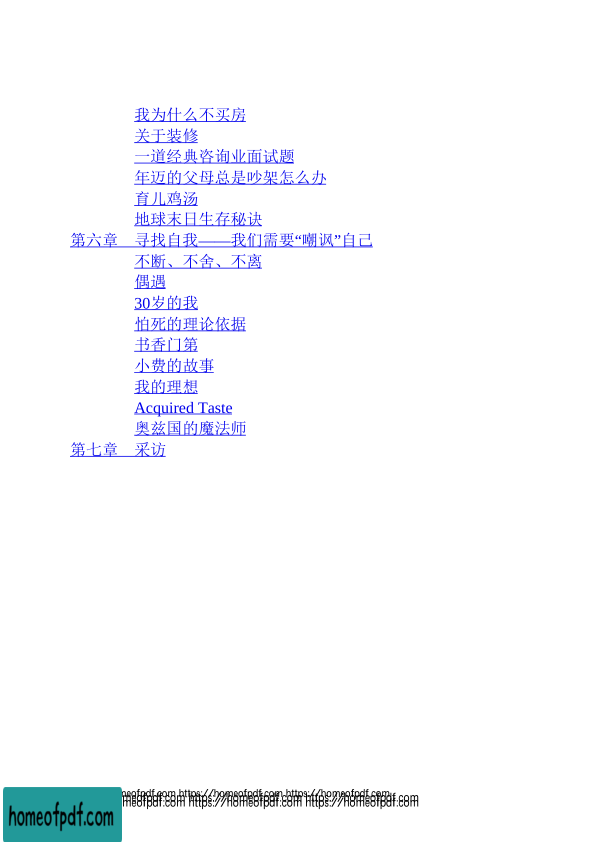 我为什么不买房
关于装修
一道经典咨询业面试题
年迈的父母总是吵架怎么办
育儿鸡汤
地球末日生存秘诀
第六章　寻找自我——我们需要“嘲讽”自己
不断、不舍、不离
偶遇
30岁的我
怕死的理论依据
书香门第
小费的故事
我的理想
Acquired Taste
奥兹国的魔法师
第七章　采访
homeofpdf.com https://homeofpdf.com https://homeofpdf.com
homeofpdf.com https://homeofpdf.com https://homeofpdf.com
homeofpdf.com